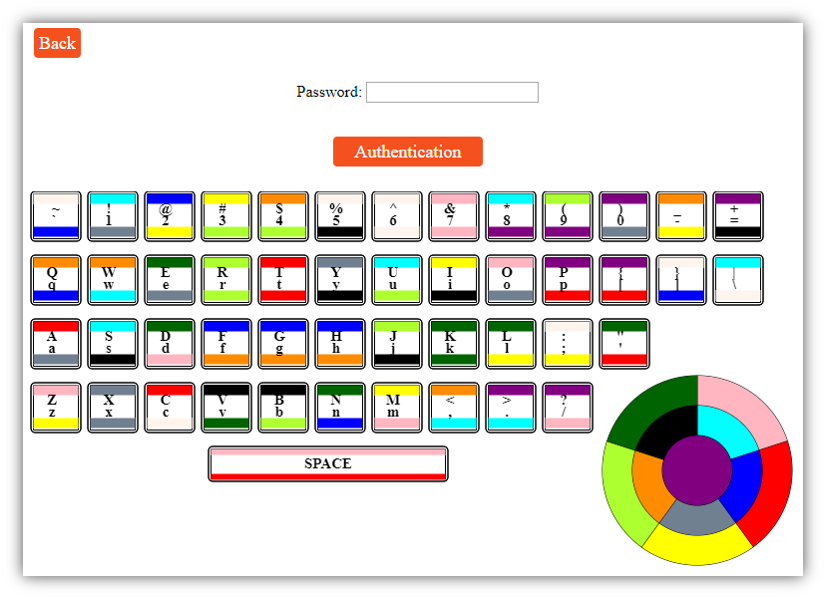 Back
Password:
Authentication
~ ! @ # $ % ^ & * ( ) _ +
` 1 2 3 4 5 6 7 8 9 0 - =
Q W E R T Y U I O P { } |
q w e r t y u i o p [ ] \
A S D F G H J K L : "
a s d f g h j k l ; '
Z X C V B N M < > ?
z x c v b n m , . /
SPACE